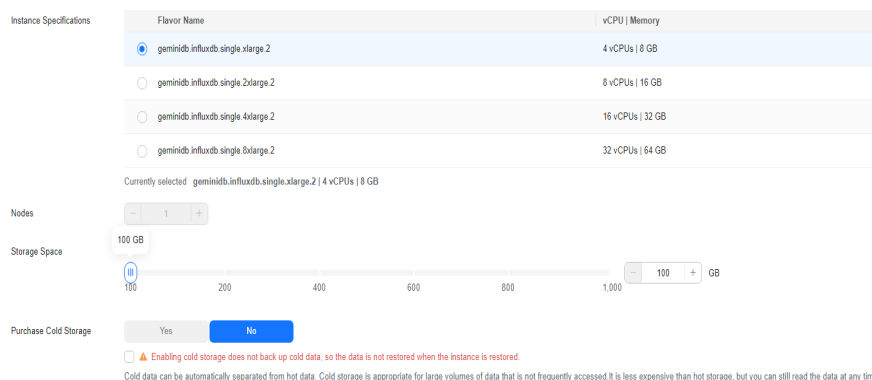 Instance Specifications
Flavor Name vCPU | Memory
geminidb.influxdb.single.xlarge.2 4 vCPUs | 8 GB
geminidb.influxdb.single.2xlarge.2 8 vCPUs | 16 GB
geminidb.influxdb.single.4xlarge.2 16 vCPUs | 32 GB
geminidb.influxdb.single.8xlarge.2 32 vCPUs | 64 GB
Currently selected geminidb.influxdb.single.xlarge.2 | 4 vCPUs | 8 GB
Nodes − 1 +
100 GB
Storage Space
− 100 + GB
100 200 400 600 800 1,000
Purchase Cold Storage Yes No
Enabling cold storage does not back up cold data, so the data is not restored when the instance is restored.
Cold data can be automatically separated from hot data. Cold storage is appropriate for large volumes of data that is not frequently accessed.It is less expensive than hot storage, but you can still read the data at any tim